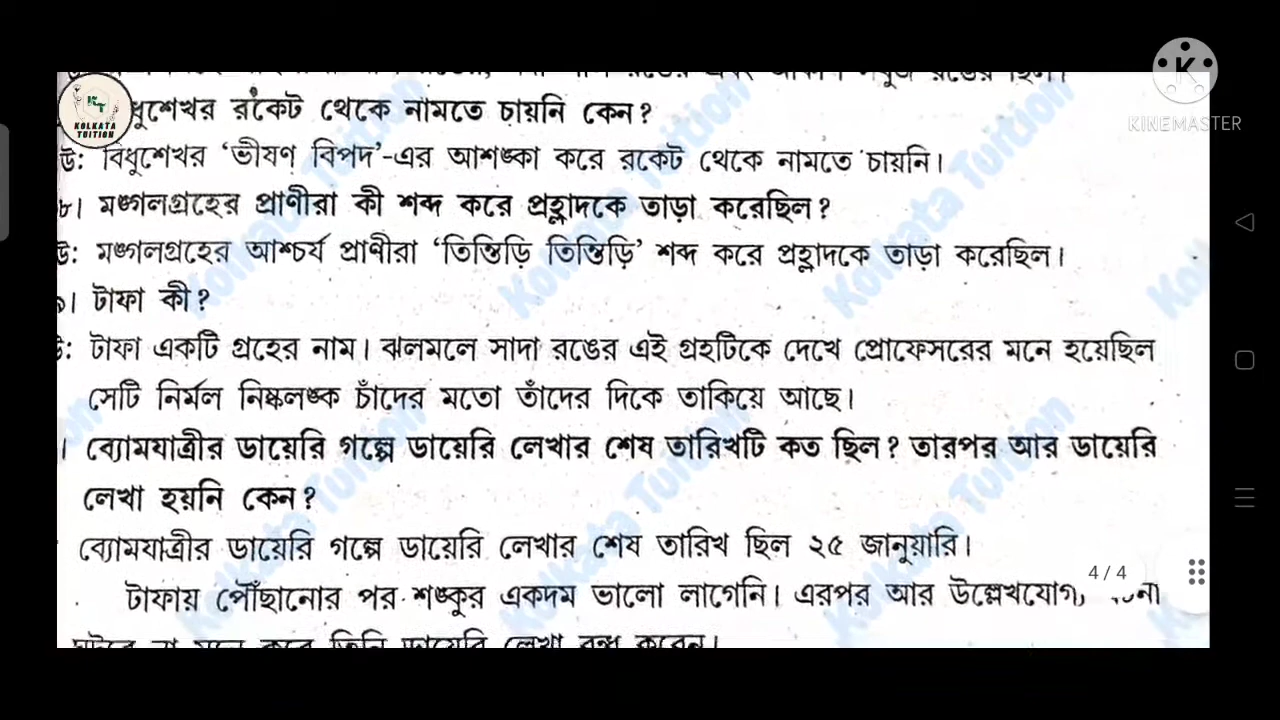 ধুশেখর রকেট থেকে নামতে চায়নি কেন?
উ: বিধুশেখর ‘ভীষণ বিপদ’-এর আশঙ্কা করে রকেট থেকে নামতে চায়নি।
৮। মঙ্গলগ্রহের প্রাণীরা কী শব্দ করে প্রহ্লাদকে তাড়া করেছিল?
উ: মঙ্গলগ্রহের আশ্চর্য প্রাণীরা ‘তিন্তিড়ি তিন্তিড়ি’ শব্দ করে প্রহ্লাদকে তাড়া করেছিল।
৯। টাফা কী?
উ: টাফা একটি গ্রহের নাম। ঝলমলে সাদা রঙের এই গ্রহটিকে দেখে প্রোফেসরের মনে হয়েছিল
সেটি নির্মল নিষ্কলঙ্ক চাঁদের মতো তাঁদের দিকে তাকিয়ে আছে।
। ব্যোমযাত্রীর ডায়েরি গল্পে ডায়েরি লেখার শেষ তারিখটি কত ছিল? তারপর আর ডায়েরি
লেখা হয়নি কেন?
ব্যোমযাত্রীর ডায়েরি গল্পে ডায়েরি লেখার শেষ তারিখ ছিল ২৫ জানুয়ারি।
টাফায় পৌঁছানোর পর শঙ্কুর একদম ভালো লাগেনি। এরপর আর
KOLKATA
TUITION
KINEMASTER
4/4
Kolkata Tuition